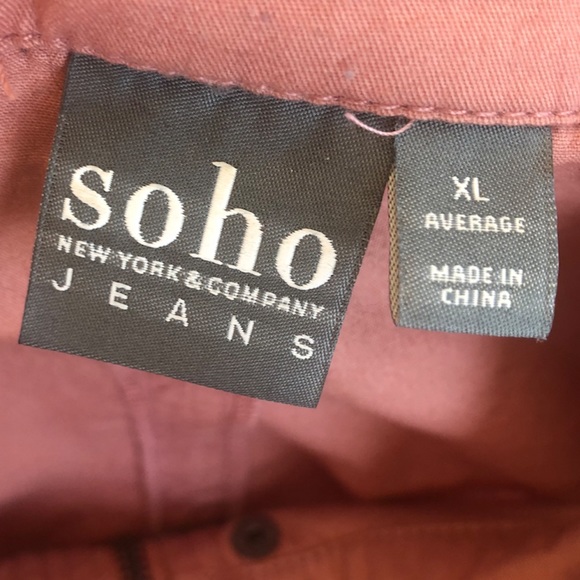 soho
NEW YORK & COMPANY
JEANS
XL
AVERAGE
MADE IN
CHINA